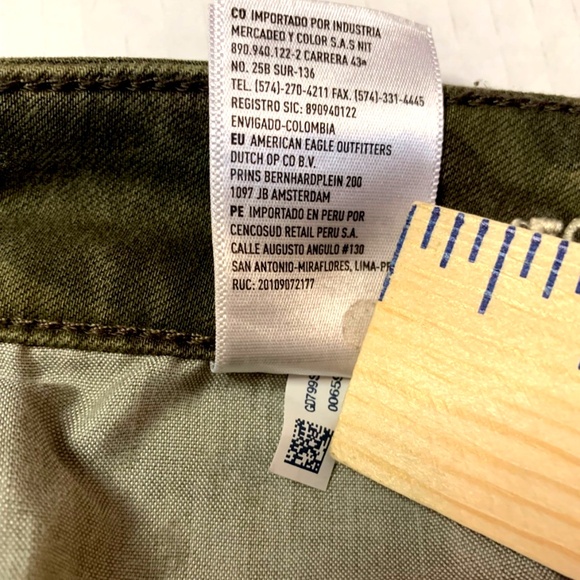 CO IMPORTADO POR INDUSTRIA
MERCADEO Y COLOR S.A.S NIT
890.940.122-2 CARRERA 43ª
NO. 25B SUR-136
TEL. (574)-270-4211 FAX. (574)-331-4445
REGISTRO SIC: 890940122
ENVIGADO-COLOMBIA
EU AMERICAN EAGLE OUTFITTERS
DUTCH OP CO B.V.
PRINS BERNHARDPLEIN 200
1097 JB AMSTERDAM
PE IMPORTADO EN PERU POR
CENCOSUD RETAIL PERU S.A.
CALLE AUGUSTO ANGULO #130
SAN ANTONIO-MIRAFLORES, LIMA-PE
RUC: 20109072177